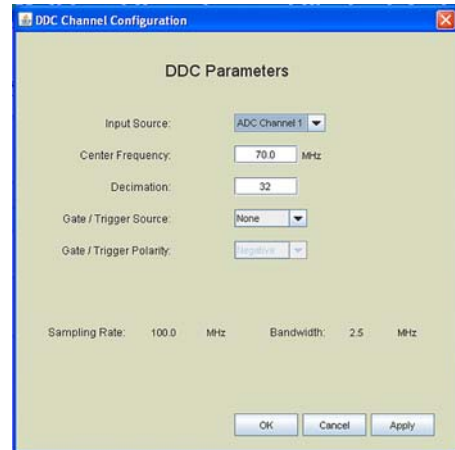 DDC Channel Configuration
DDC Parameters
Input Source: ADC Channel 1
Center Frequency: 70.0 MHz
Decimation: 32
Gate / Trigger Source: None
Gate / Trigger Polarity: Negative
Sampling Rate: 100.0 MHz Bandwidth: 2.5 MHz
OK Cancel Apply